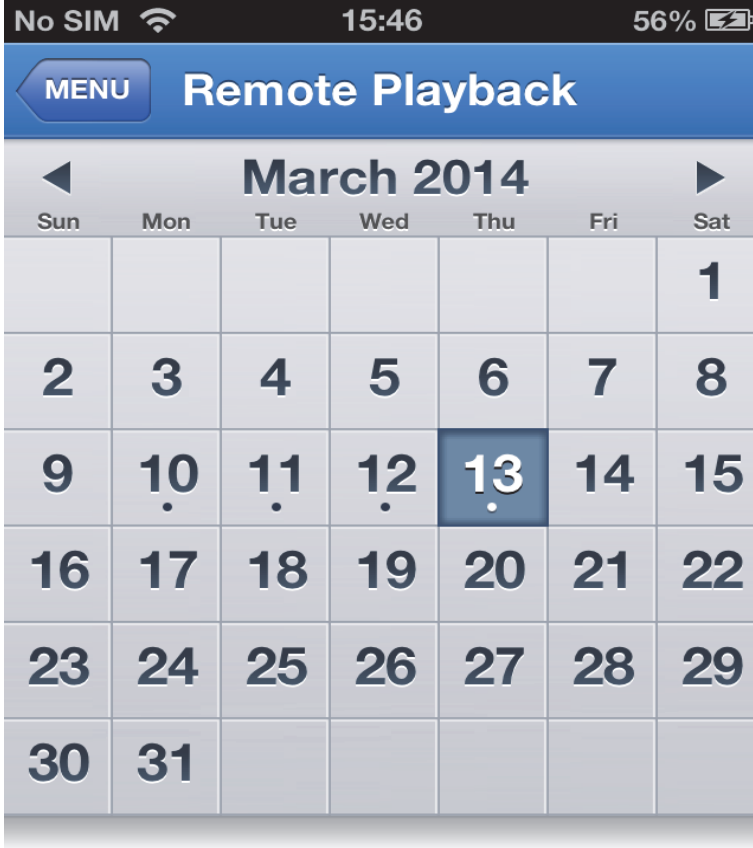 No SIM 15:46 56%
MENU Remote Playback
March 2014
Sun Mon Tue Wed Thu Fri Sat
1
2 3 4 5 6 7 8
9 10 11 12 13 14 15
16 17 18 19 20 21 22
23 24 25 26 27 28 29
30 31